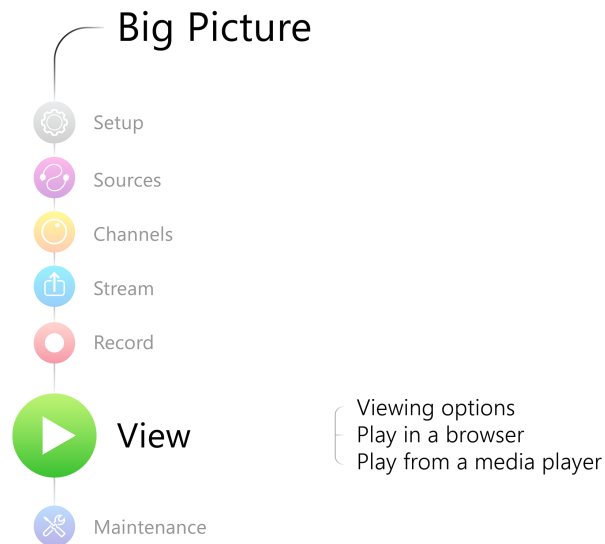 Big Picture
Setup
Sources
Channels
Stream
Record
View
Viewing options
Play in a browser
Play from a media player
Maintenance